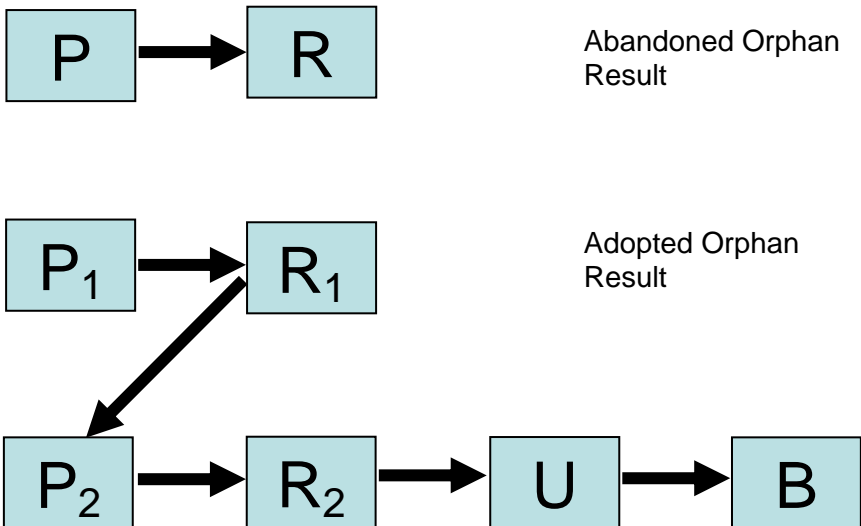 P R Abandoned Orphan
Result
P₁ R₁ Adopted Orphan
Result
P₂ R₂ U B